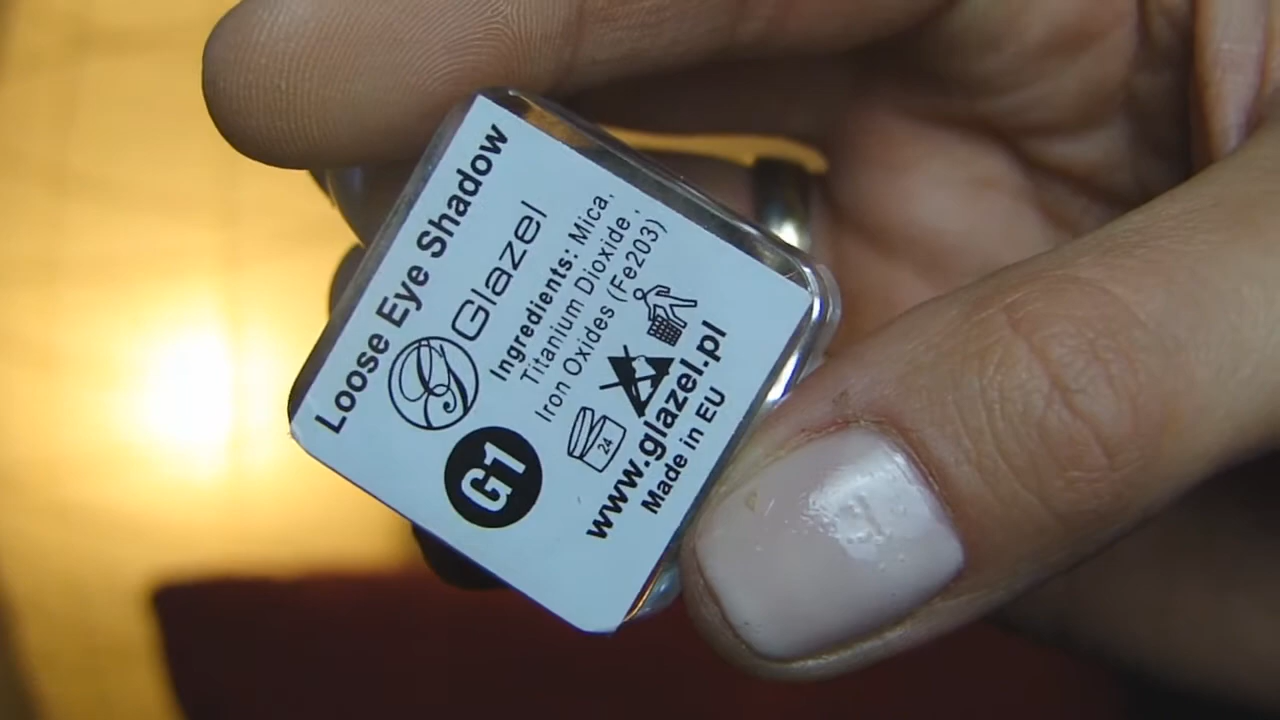 Loose Eye Shadow
G Glazel
Ingredients: Mica,
Titanium Dioxide ,
Iron Oxides (Fe203)
G1
24
www.glazel.pl
Made in EU